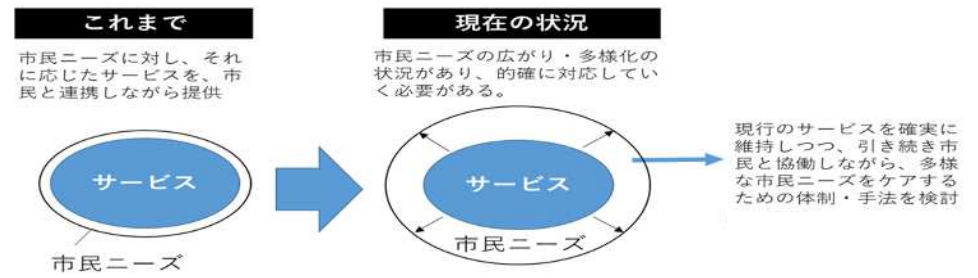 これまで
市民ニーズに対し、それ
に応じたサービスを、市
民と連携しながら提供
サービス
市民ニーズ
現在の状況
市民ニーズの広がり・多様化の
状況があり、的確に対応してい
く必要がある。
サービス
市民ニーズ
現行のサービスを確実に
維持しつつ、引き続き市
民と協働しながら、多様
な市民ニーズをケアする
ための体制・手法を検討